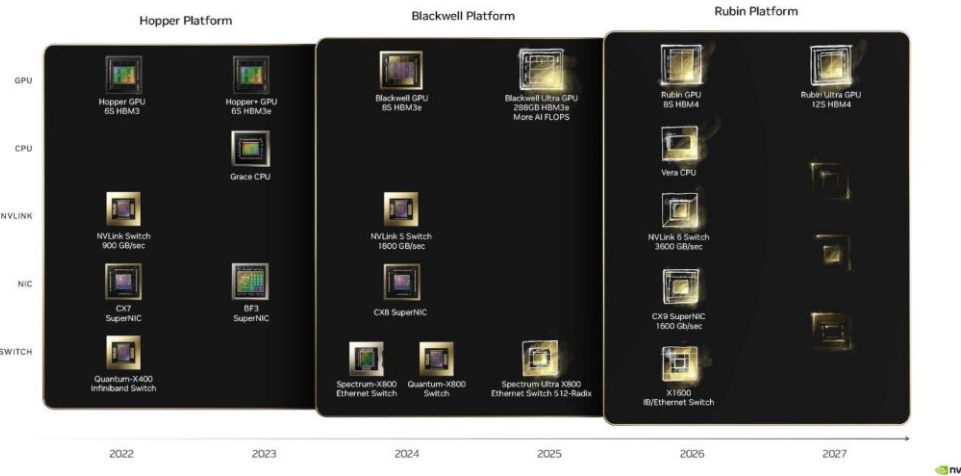 Hopper Platform
Blackwell Platform
Rubin Platform
GPU
Hopper GPU
6S HBM3
Hopper+ GPU
6S HBM3e
Blackwell GPU
8S HBM3e
Blackwell Ultra GPU
288GB HBM3e
More AI FLOPS
Rubin GPU
8S HBM4
Rubin Ultra GPU
12S HBM4
CPU
Grace CPU
Vera CPU
NVLINK
NVLink Switch
900 GB/sec
NVLink 5 Switch
1800 GB/sec
NVLink 6 Switch
3600 GB/sec
NIC
CX7
SuperNIC
BF3
SuperNIC
CX8 SuperNIC
CX9 SuperNIC
1600 Gb/sec
SWITCH
Quantum-X400
Infiniband Switch
Spectrum-X800
Ethernet Switch
Quantum-X800
Switch
Spectrum Ultra X800
Ethernet Switch 512-Radix
X1600
IB/Ethernet Switch
2022
2023
2024
2025
2026
2027